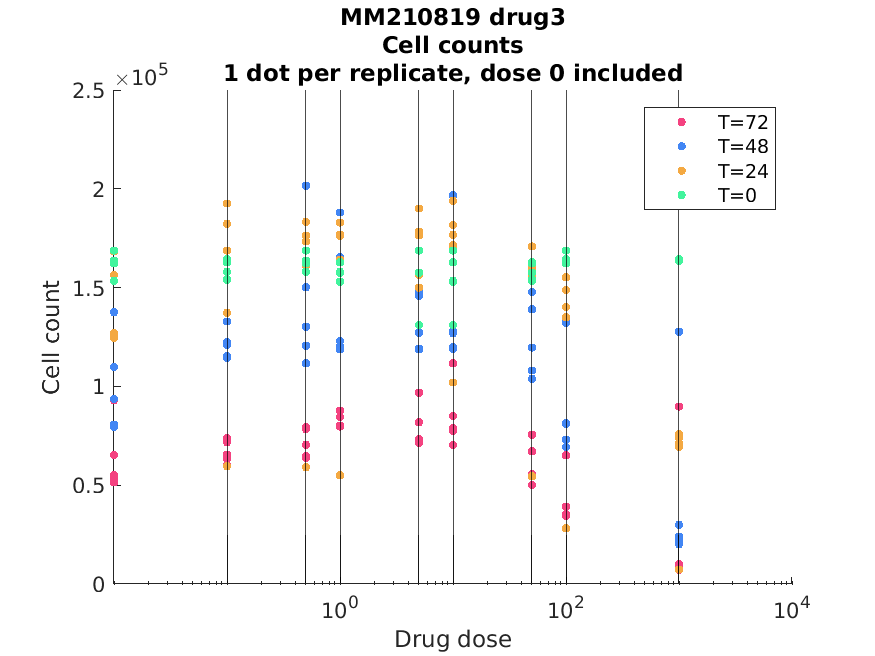 MM210819 drug3
Cell counts
1 dot per replicate, dose 0 included
×10^5
2.5
2
1.5
1
0.5
0
Cell count
10^0
10^2
10^4
Drug dose
T=72
T=48
T=24
T=0